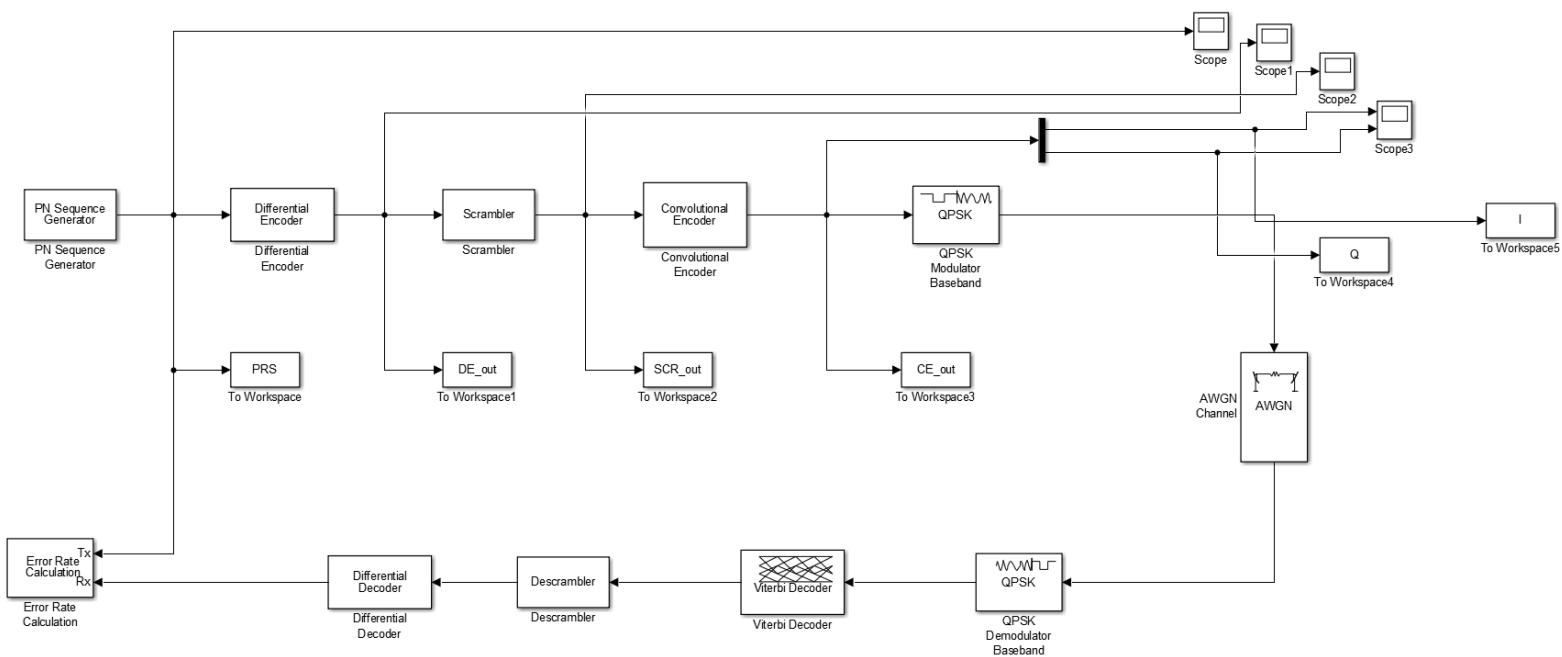 Scope
Scope1
Scope2
Scope3
PN Sequence
Generator
PN Sequence
Generator
Differential
Encoder
Differential
Encoder
Scrambler
Scrambler
Convolutional
Encoder
Convolutional
Encoder
QPSK
QPSK
Modulator
Baseband
I
To Workspace5
Q
To Workspace4
PRS
To Workspace
DE_out
To Workspace1
SCR_out
To Workspace2
CE_out
To Workspace3
AWGN
Channel
AWGN
Tx
Error Rate
Calculation
Rx
Error Rate
Calculation
Differential
Decoder
Differential
Decoder
Descrambler
Descrambler
Viterbi Decoder
Viterbi Decoder
QPSK
QPSK
Demodulator
Baseband